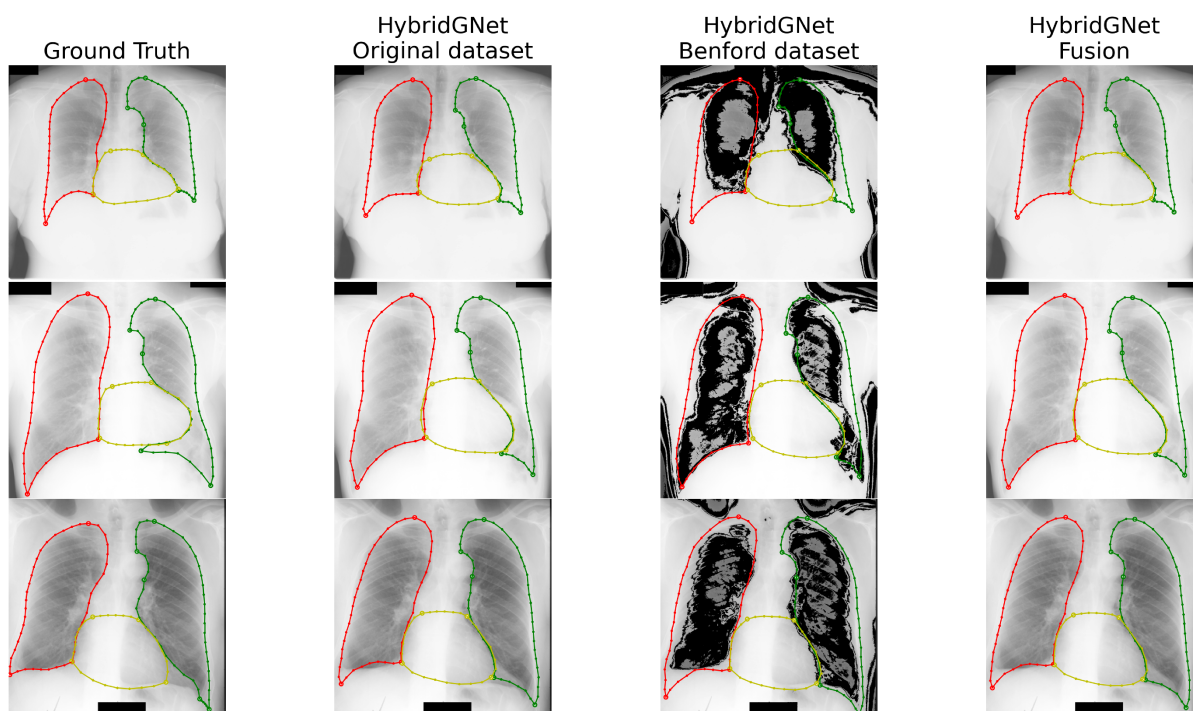 Ground Truth
HybridGNet
Original dataset
HybridGNet
Benford dataset
HybridGNet
Fusion